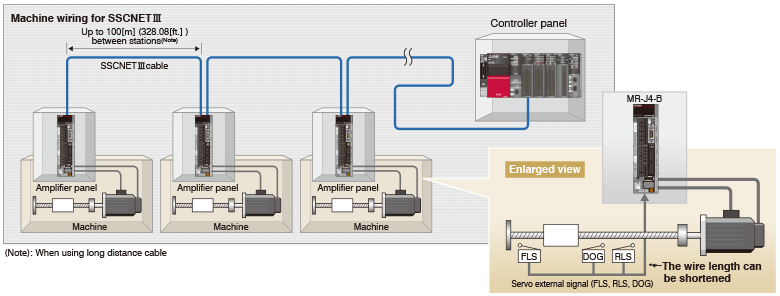 Machine wiring for SSCNETⅢ
Up to 100[m] (328.08[ft.] )
between stations(Note)
SSCNETⅢcable
Controller panel
MR-J4-B
Enlarged view
Amplifier panel
Amplifier panel
Amplifier panel
Machine
Machine
Machine
FLS
DOG
RLS
The wire length can
be shortened
Servo external signal (FLS, RLS, DOG)
(Note): When using long distance cable